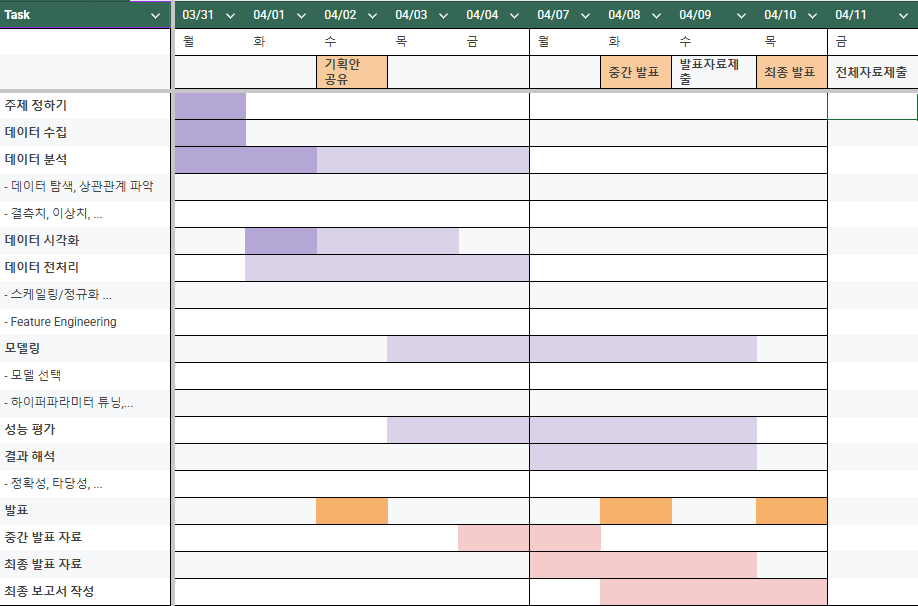 Task 03/31 04/01 04/02 04/03 04/04 04/07 04/08 04/09 04/10 04/11
월 화 수 목 금 월 화 수 목 금
기획안
공유
중간 발표
발표자료제
출
최종 발표
전체자료제출
주제 정하기
데이터 수집
데이터 분석
- 데이터 탐색, 상관관계 파악
- 결측치, 이상치, ...
데이터 시각화
데이터 전처리
- 스케일링/정규화 ...
- Feature Engineering
모델링
- 모델 선택
- 하이퍼파라미터 튜닝,...
성능 평가
결과 해석
- 정확성, 타당성, ...
발표
중간 발표 자료
최종 발표 자료
최종 보고서 작성